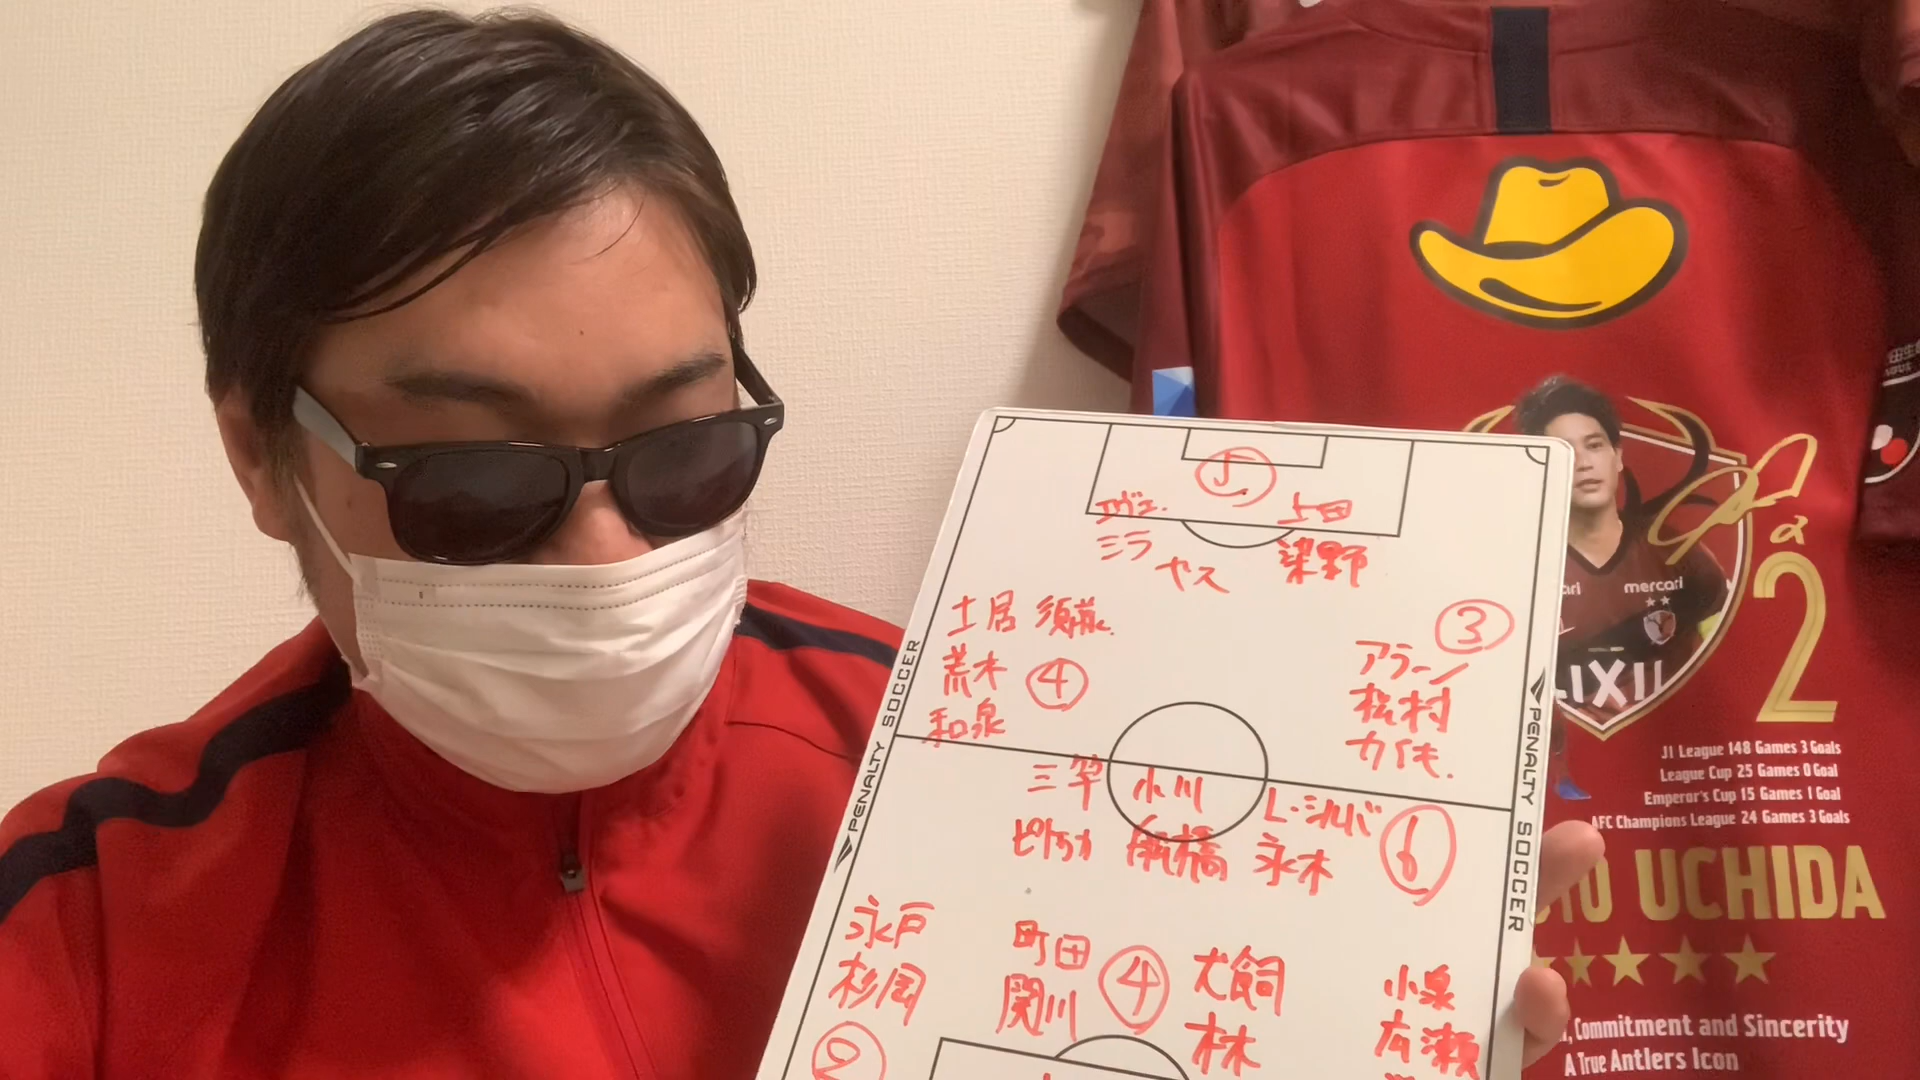 ⑤
エヴェ. 上田
ミラ ヤス 染野
土居 須藤.
荒木 ④
和泉
③
アラーノ
松村
カイキ.
三竿 小川 L・シルバ
ピトゥカ 舩橋 永木 ⑥
永戸 町田 犬飼 小泉
杉岡 関川 ④ 林 広瀬
②
PENALTY SOCCER
PENALTY SOCCER
mercari
LIXIL
2
J1 League 148 Games 3 Goals
League Cup 25 Games 0 Goal
Emperor's Cup 15 Games 1 Goal
AFC Champions League 24 Games 3 Goals
UCHIDA
, Commitment and Sincerity
A True Antlers Icon